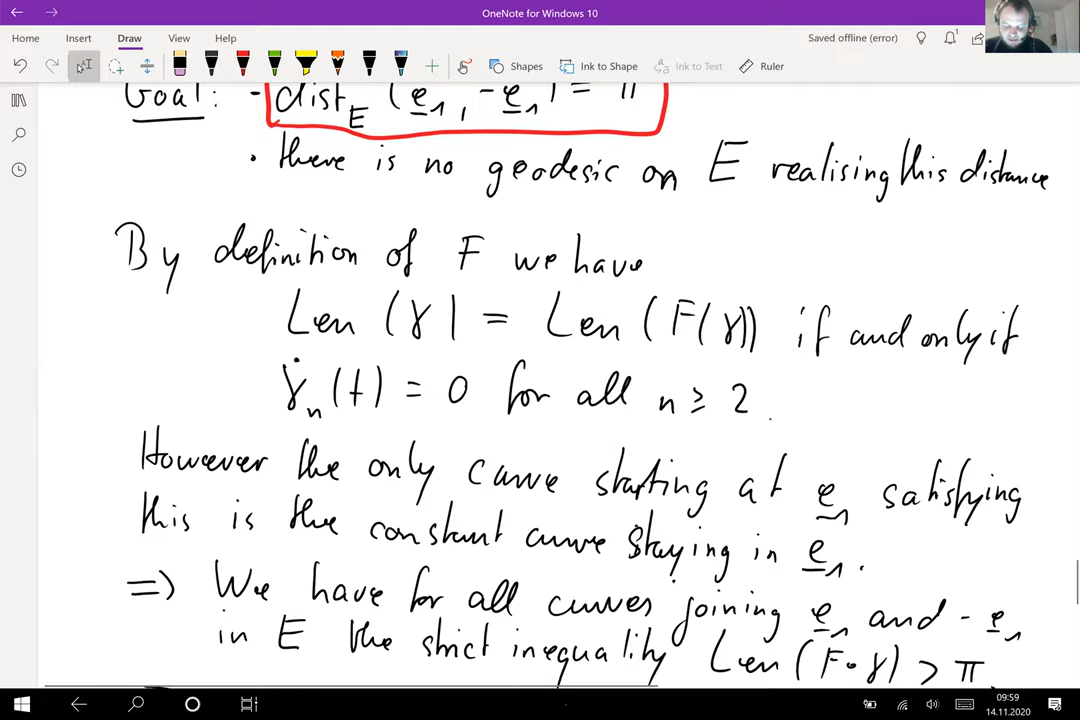 OneNote for Windows 10
Home Insert Draw View Help
Saved offline (error)
Shapes Ink to Shape Ink to Text Ruler
Goal: - dist_E (e_1, -e_1) = π
· there is no geodesic on E realising this distance
By definition of F we have
Len (γ) = Len (F(γ)) if and only if
γ̇_n(t) = 0 for all n ≥ 2.
However the only curve starting at e_1 satisfying
this is the constant curve staying in e_1.
=> We have for all curves joining e_1 and - e_1
in E the strict inequality Len (F∘γ) > π
09:59
14.11.2020